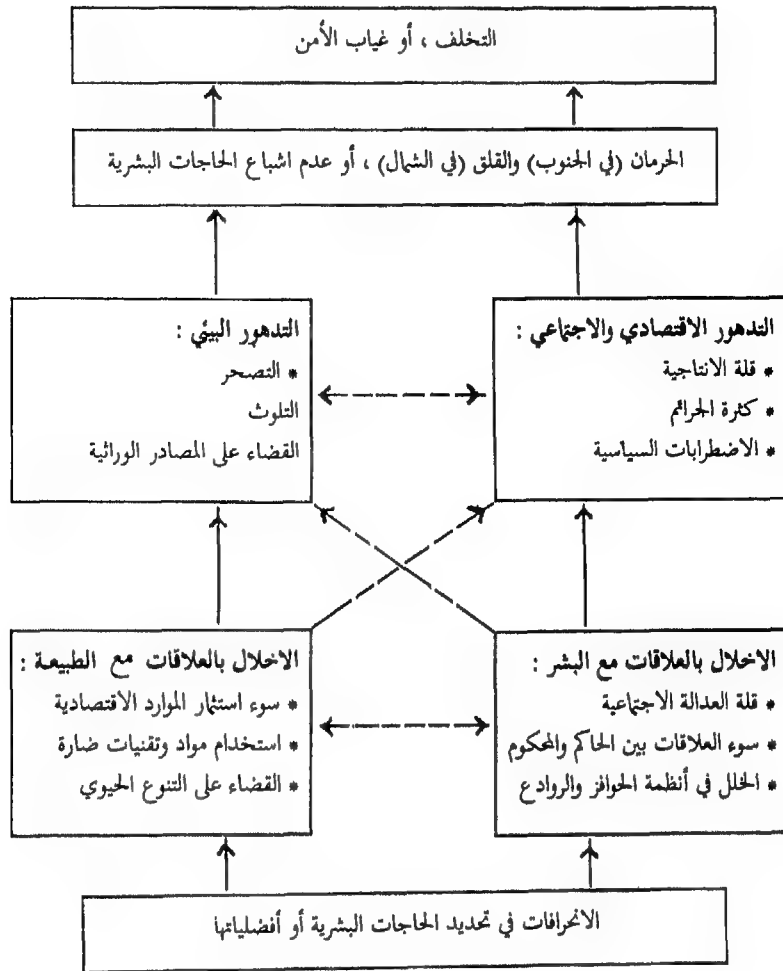 التخلف ، أو غياب الأمن
الحرمان (في الجنوب) والقلق (في الشمال) ، أو عدم اشباع الحاجات البشرية
التدهور الاقتصادي والاجتماعي :
* قلة الانتاجية
* كثرة الجرائم
* الاضطرابات السياسية
التدهور البيئي :
* التصحر
التلوث
القضاء على المصادر الوراثية
الاخلال بالعلاقات مع البشر :
* قلة العدالة الاجتماعية
* سوء العلاقات بين الحاكم والمحكوم
* الخلل في أنظمة الحوافز والروادع
الاخلال بالعلاقات مع الطبيعة :
* سوء استثمار الموارد الاقتصادية
* استخدام مواد وتقنيات ضارة
* القضاء على التنوع الحيوي
الانحرافات في تحديد الحاجات البشرية أو أفضلياتها